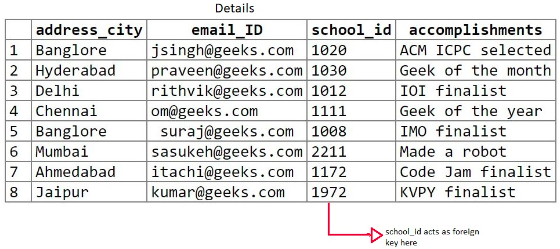 Details
address_city email_ID school_id accomplishments
1 Banglore jsingh@geeks.com 1020 ACM ICPC selected
2 Hyderabad praveen@geeks.com 1030 Geek of the month
3 Delhi rithvik@geeks.com 1012 IOI finalist
4 Chennai om@geeks.com 1111 Geek of the year
5 Banglore suraj@geeks.com 1008 IMO finalist
6 Mumbai sasukeh@geeks.com 2211 Made a robot
7 Ahmedabad itachi@geeks.com 1172 Code Jam finalist
8 Jaipur kumar@geeks.com 1972 KVPY finalist
school_id acts as foreign
key here